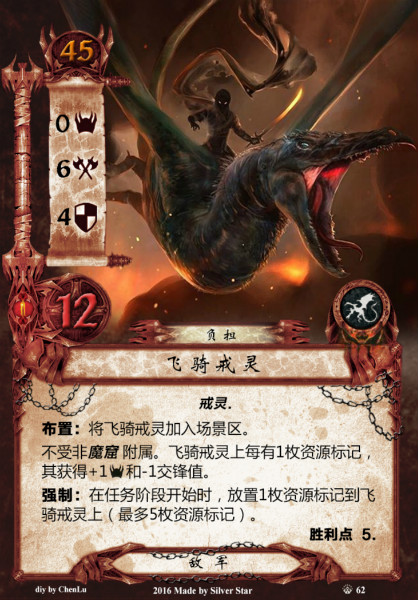 45
0
6
4
12
负担
飞骑戒灵
戒灵.
布置：将飞骑戒灵加入场景区。
不受非魔窟 附属。飞骑戒灵上每有1枚资源标记，
其获得+1和-1交锋值。
强制：在任务阶段开始时，放置1枚资源标记到飞
骑戒灵上（最多5枚资源标记）。
胜利点 5.
敌军
diy by ChenLu
2016 Made by Silver Star
62